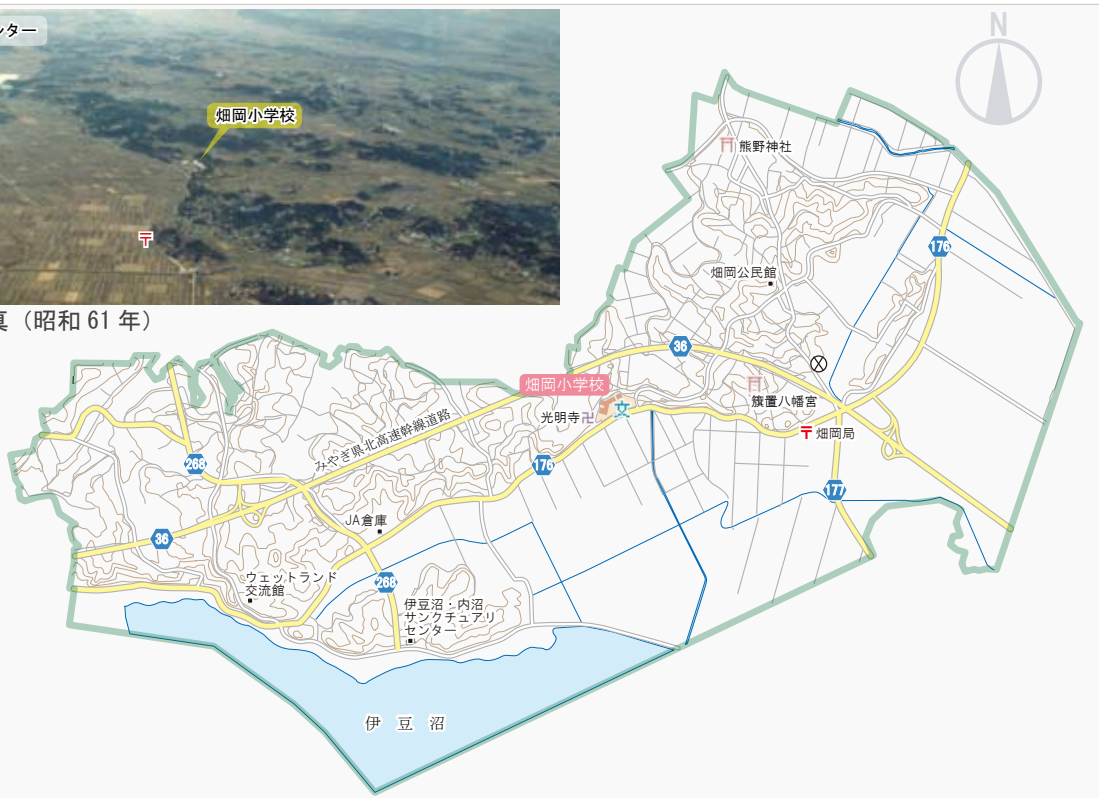 ンター
畑岡小学校
真（昭和 61 年）
N
熊野神社
176
畑岡公民館
36
畑岡小学校
光明寺
旗置八幡宮
畑岡局
みやぎ県北高速幹線道路
268
176
177
JA倉庫
36
ウェットランド
交流館
268
伊豆沼・内沼
サンクチュアリ
センター
伊 豆 沼